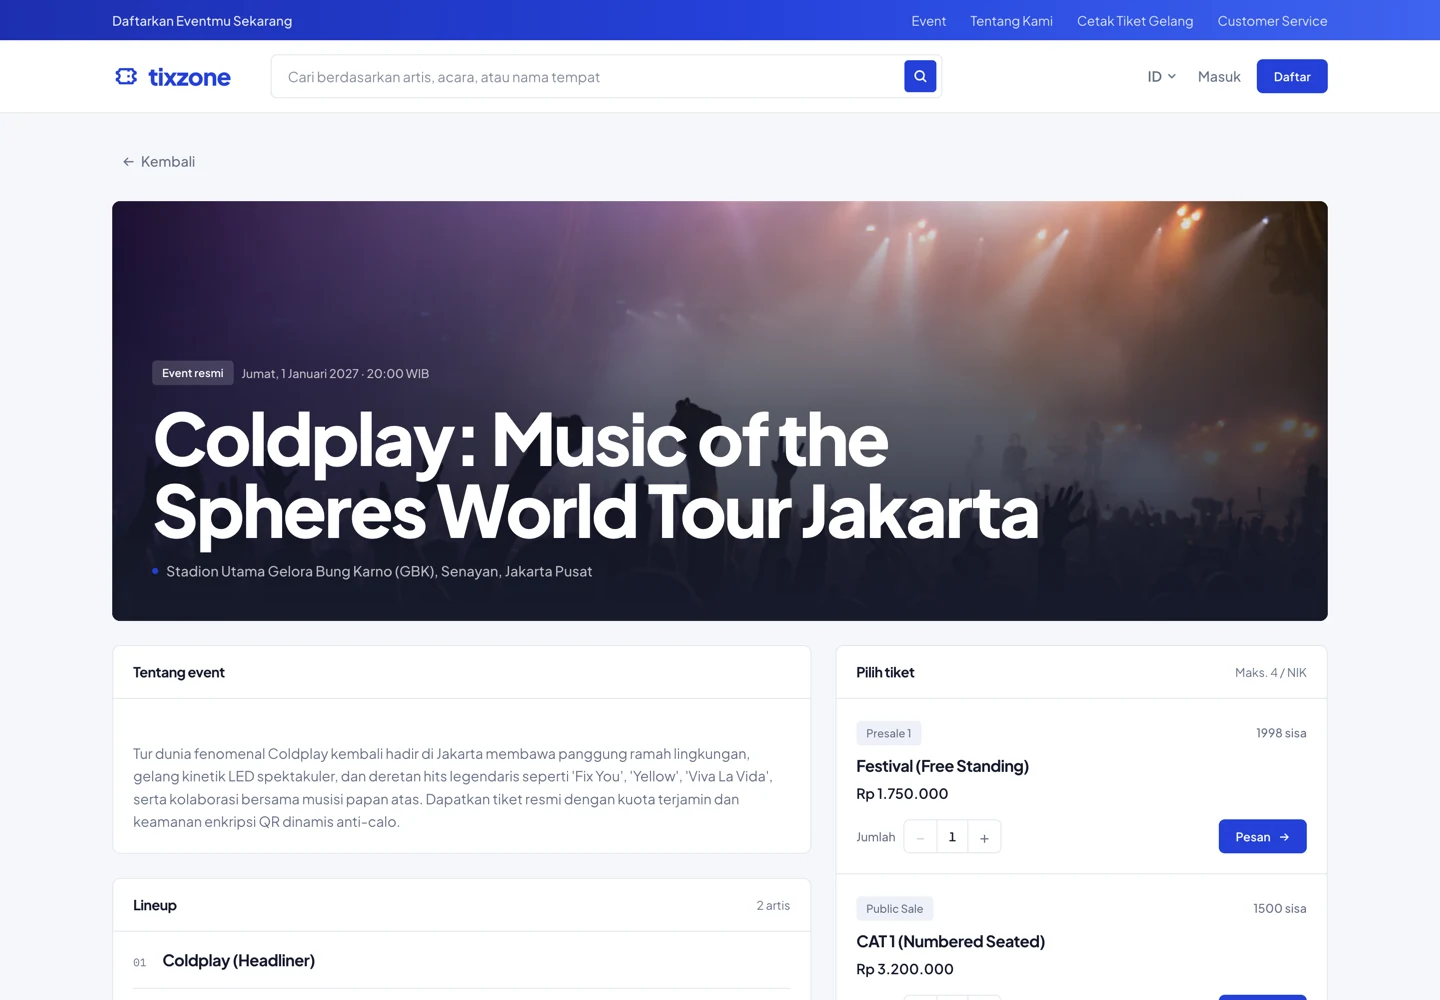 Daftarkan Eventmu Sekarang
Event
Tentang Kami
Cetak Tiket Gelang
Customer Service
tixzone
Cari berdasarkan artis, acara, atau nama tempat
ID
Masuk
Daftar
← Kembali
Event resmi
Jumat, 1 Januari 2027 · 20:00 WIB
Coldplay: Music of the
Spheres World Tour Jakarta
Stadion Utama Gelora Bung Karno (GBK), Senayan, Jakarta Pusat
Tentang event
Tur dunia fenomenal Coldplay kembali hadir di Jakarta membawa panggung ramah lingkungan,
gelang kinetik LED spektakuler, dan deretan hits legendaris seperti 'Fix You', 'Yellow', 'Viva La Vida',
serta kolaborasi bersama musisi papan atas. Dapatkan tiket resmi dengan kuota terjamin dan
keamanan enkripsi QR dinamis anti-calo.
Lineup
2 artis
01 Coldplay (Headliner)
Pilih tiket
Maks. 4 / NIK
Presale 1
1998 sisa
Festival (Free Standing)
Rp 1.750.000
Jumlah − 1 +
Pesan →
Public Sale
1500 sisa
CAT 1 (Numbered Seated)
Rp 3.200.000